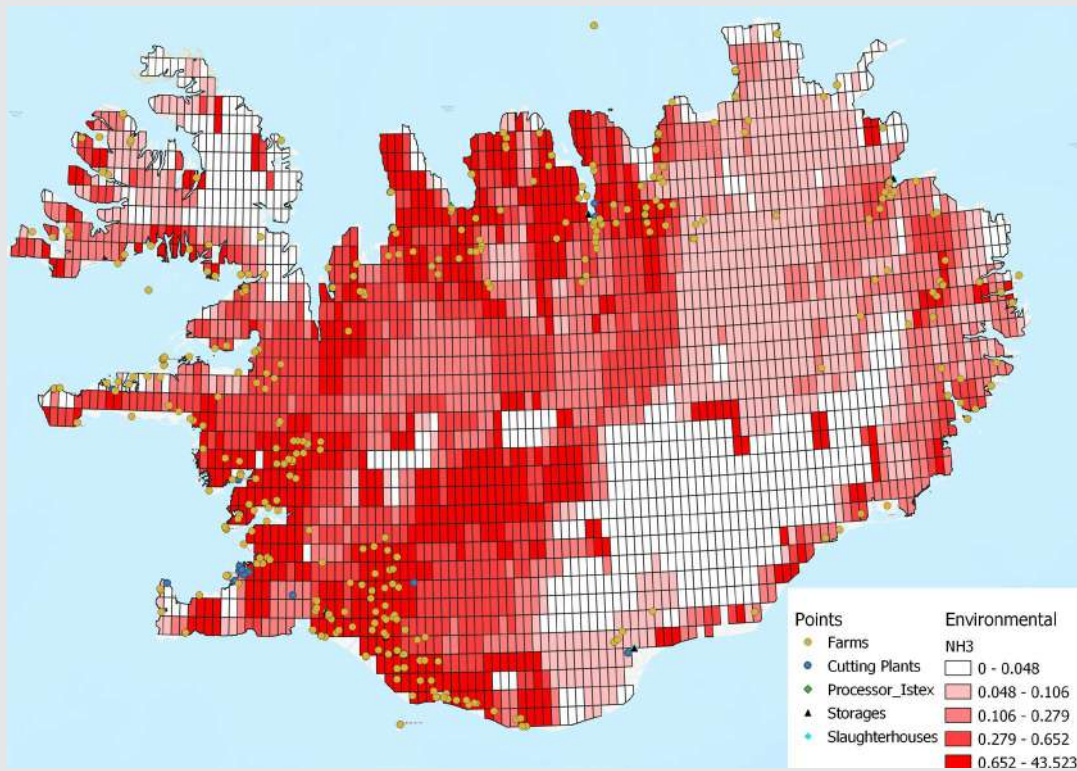 Points
Farms
Cutting Plants
Processor_Istex
Storages
Slaughterhouses
Environmental
NH3
0 - 0.048
0.048 - 0.106
0.106 - 0.279
0.279 - 0.652
0.652 - 43.523